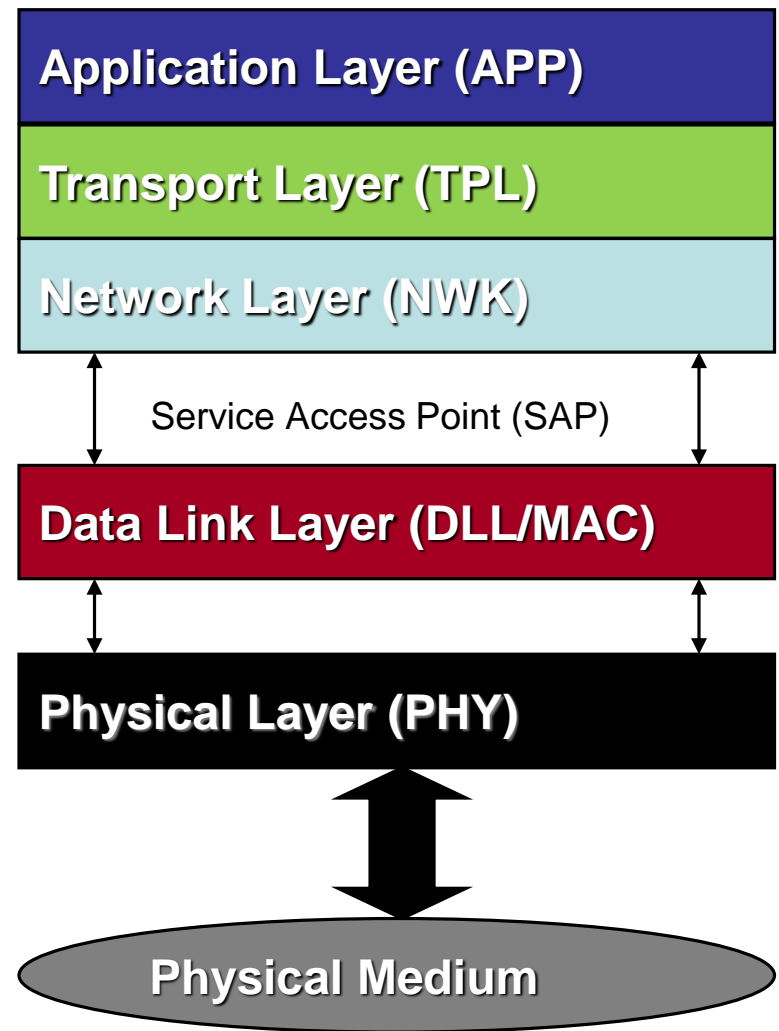 Application Layer (APP)
Transport Layer (TPL)
Network Layer (NWK)
Service Access Point (SAP)
Data Link Layer (DLL/MAC)
Physical Layer (PHY)
Physical Medium